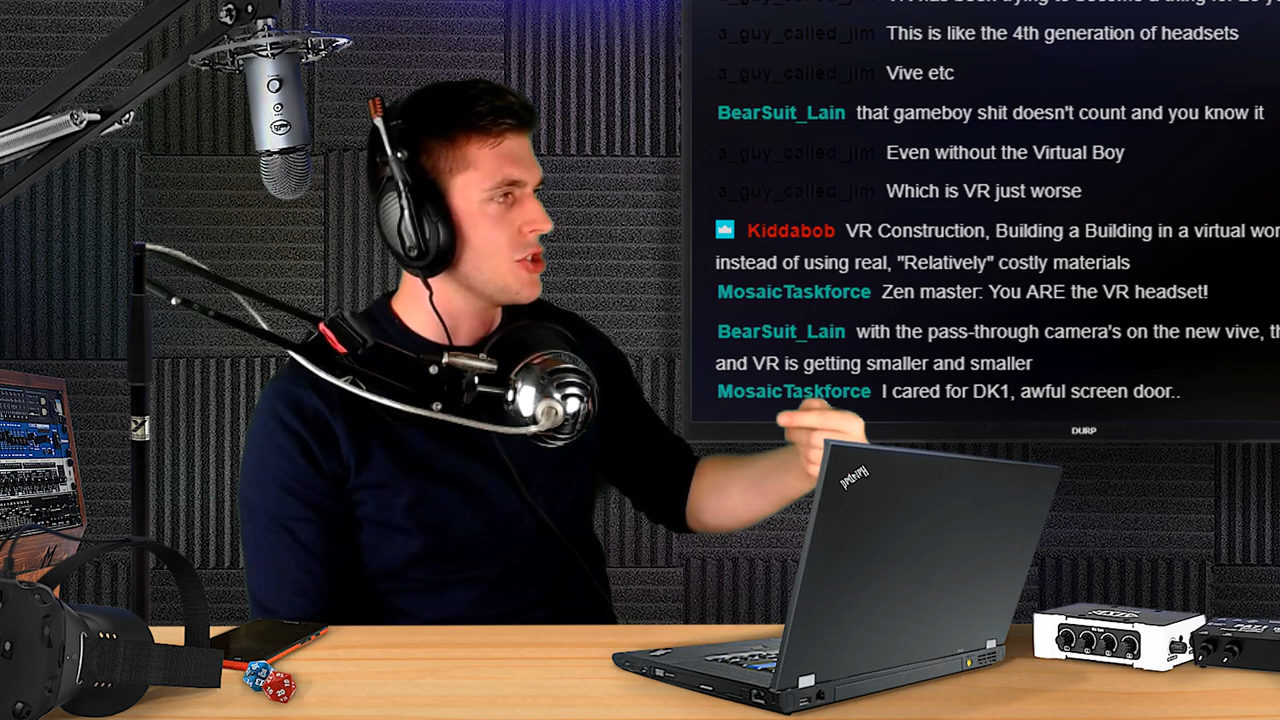 a_guy_called_jim This is like the 4th generation of headsets
a_guy_called_jim Vive etc
BearSuit_Lain that gameboy shit doesn't count and you know it
a_guy_called_jim Even without the Virtual Boy
a_guy_called_jim Which is VR just worse
Kiddabob VR Construction, Building a Building in a virtual
instead of using real, "Relatively" costly materials
MosaicTaskforce Zen master: You ARE the VR headset!
BearSuit_Lain with the pass-through camera's on the new vive,
and VR is getting smaller and smaller
MosaicTaskforce I cared for DK1, awful screen door..
DURP